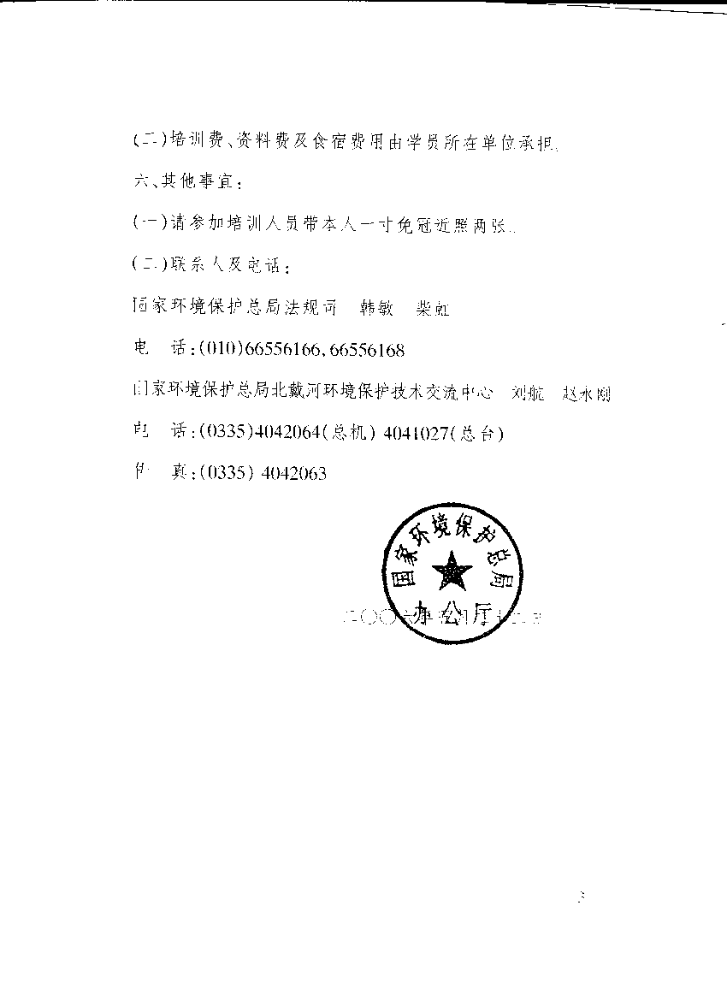 (二)培训费、资料费及食宿费用由学员所在单位承担。
六、其他事宜：
(一)请参加培训人员带本人一寸免冠近照两张。
(二)联系人及电话：
国家环境保护总局法规司　韩敏　柴虹
电　话：(010)66556166,66556168
国家环境保护总局北戴河环境保护技术交流中心　刘航　赵永刚
电　话：(0335)4042064(总机) 4041027(总台)
传　真：(0335) 4042063
国家环境保护总局
办公厅
二〇〇六年
3